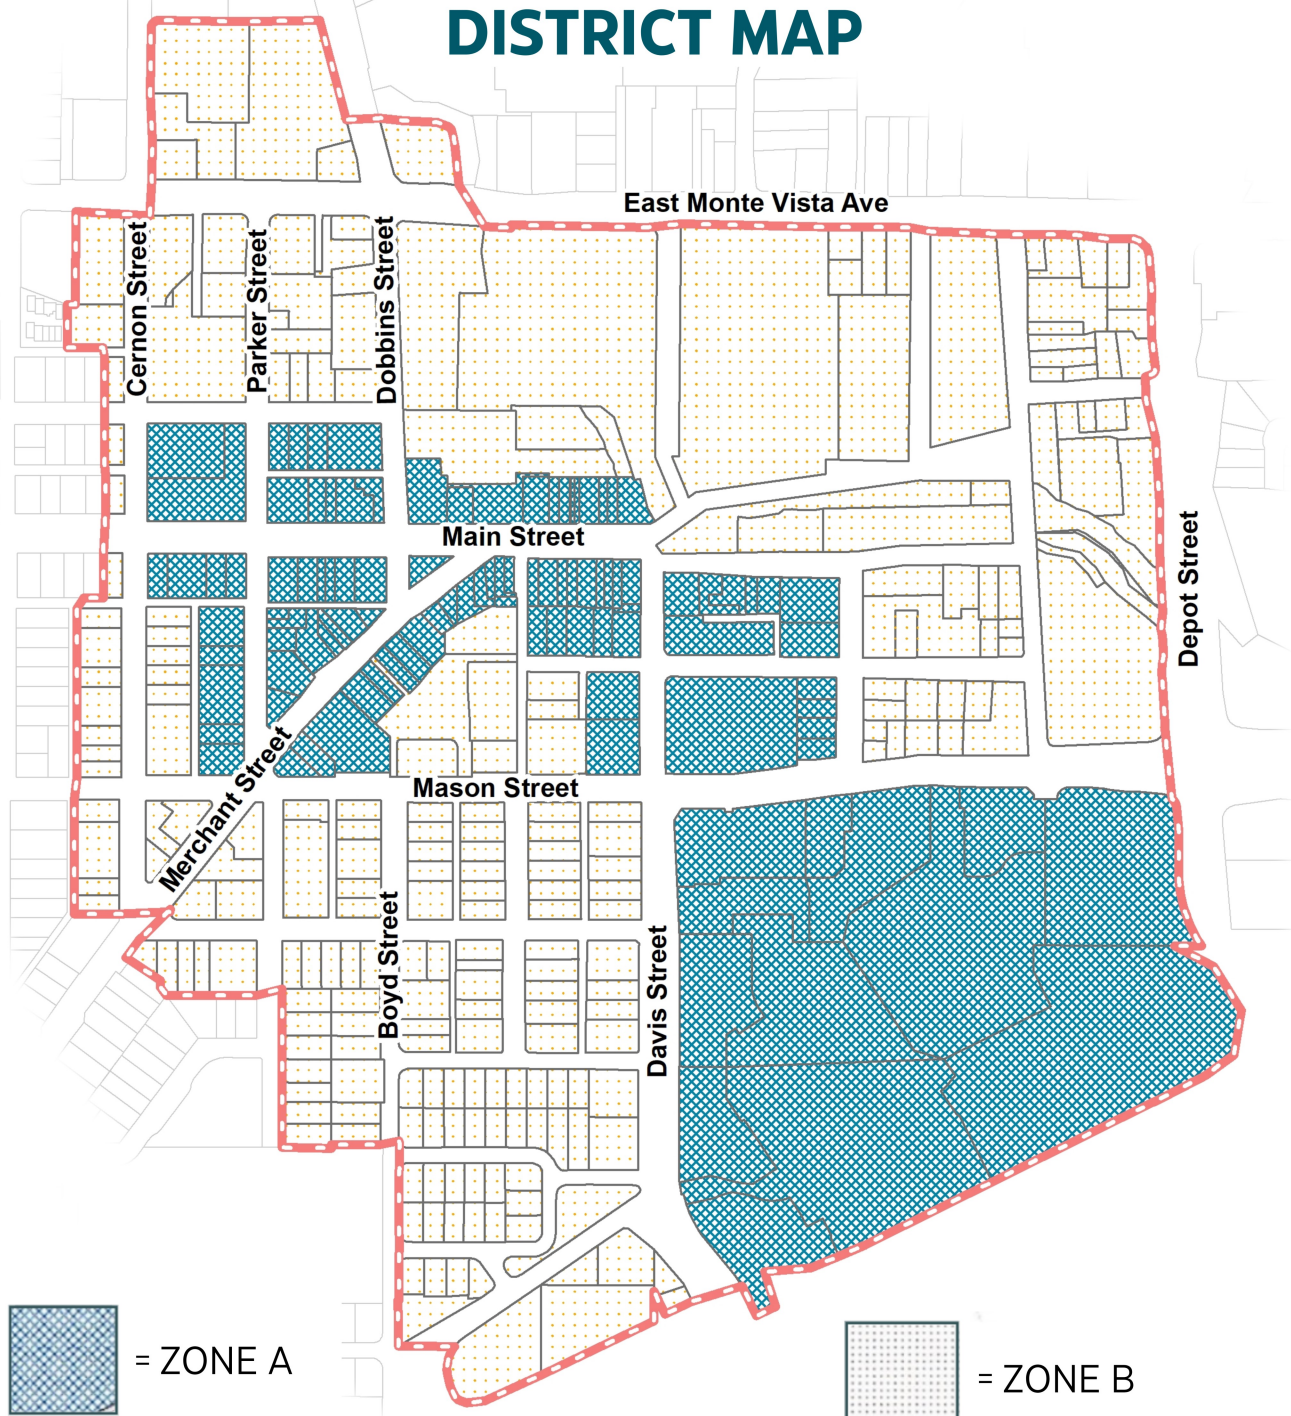 DISTRICT MAP
East Monte Vista Ave
Cernon Street
Parker Street
Dobbins Street
Main Street
Depot Street
Merchant Street
Mason Street
Boyd Street
Davis Street
= ZONE A
= ZONE B